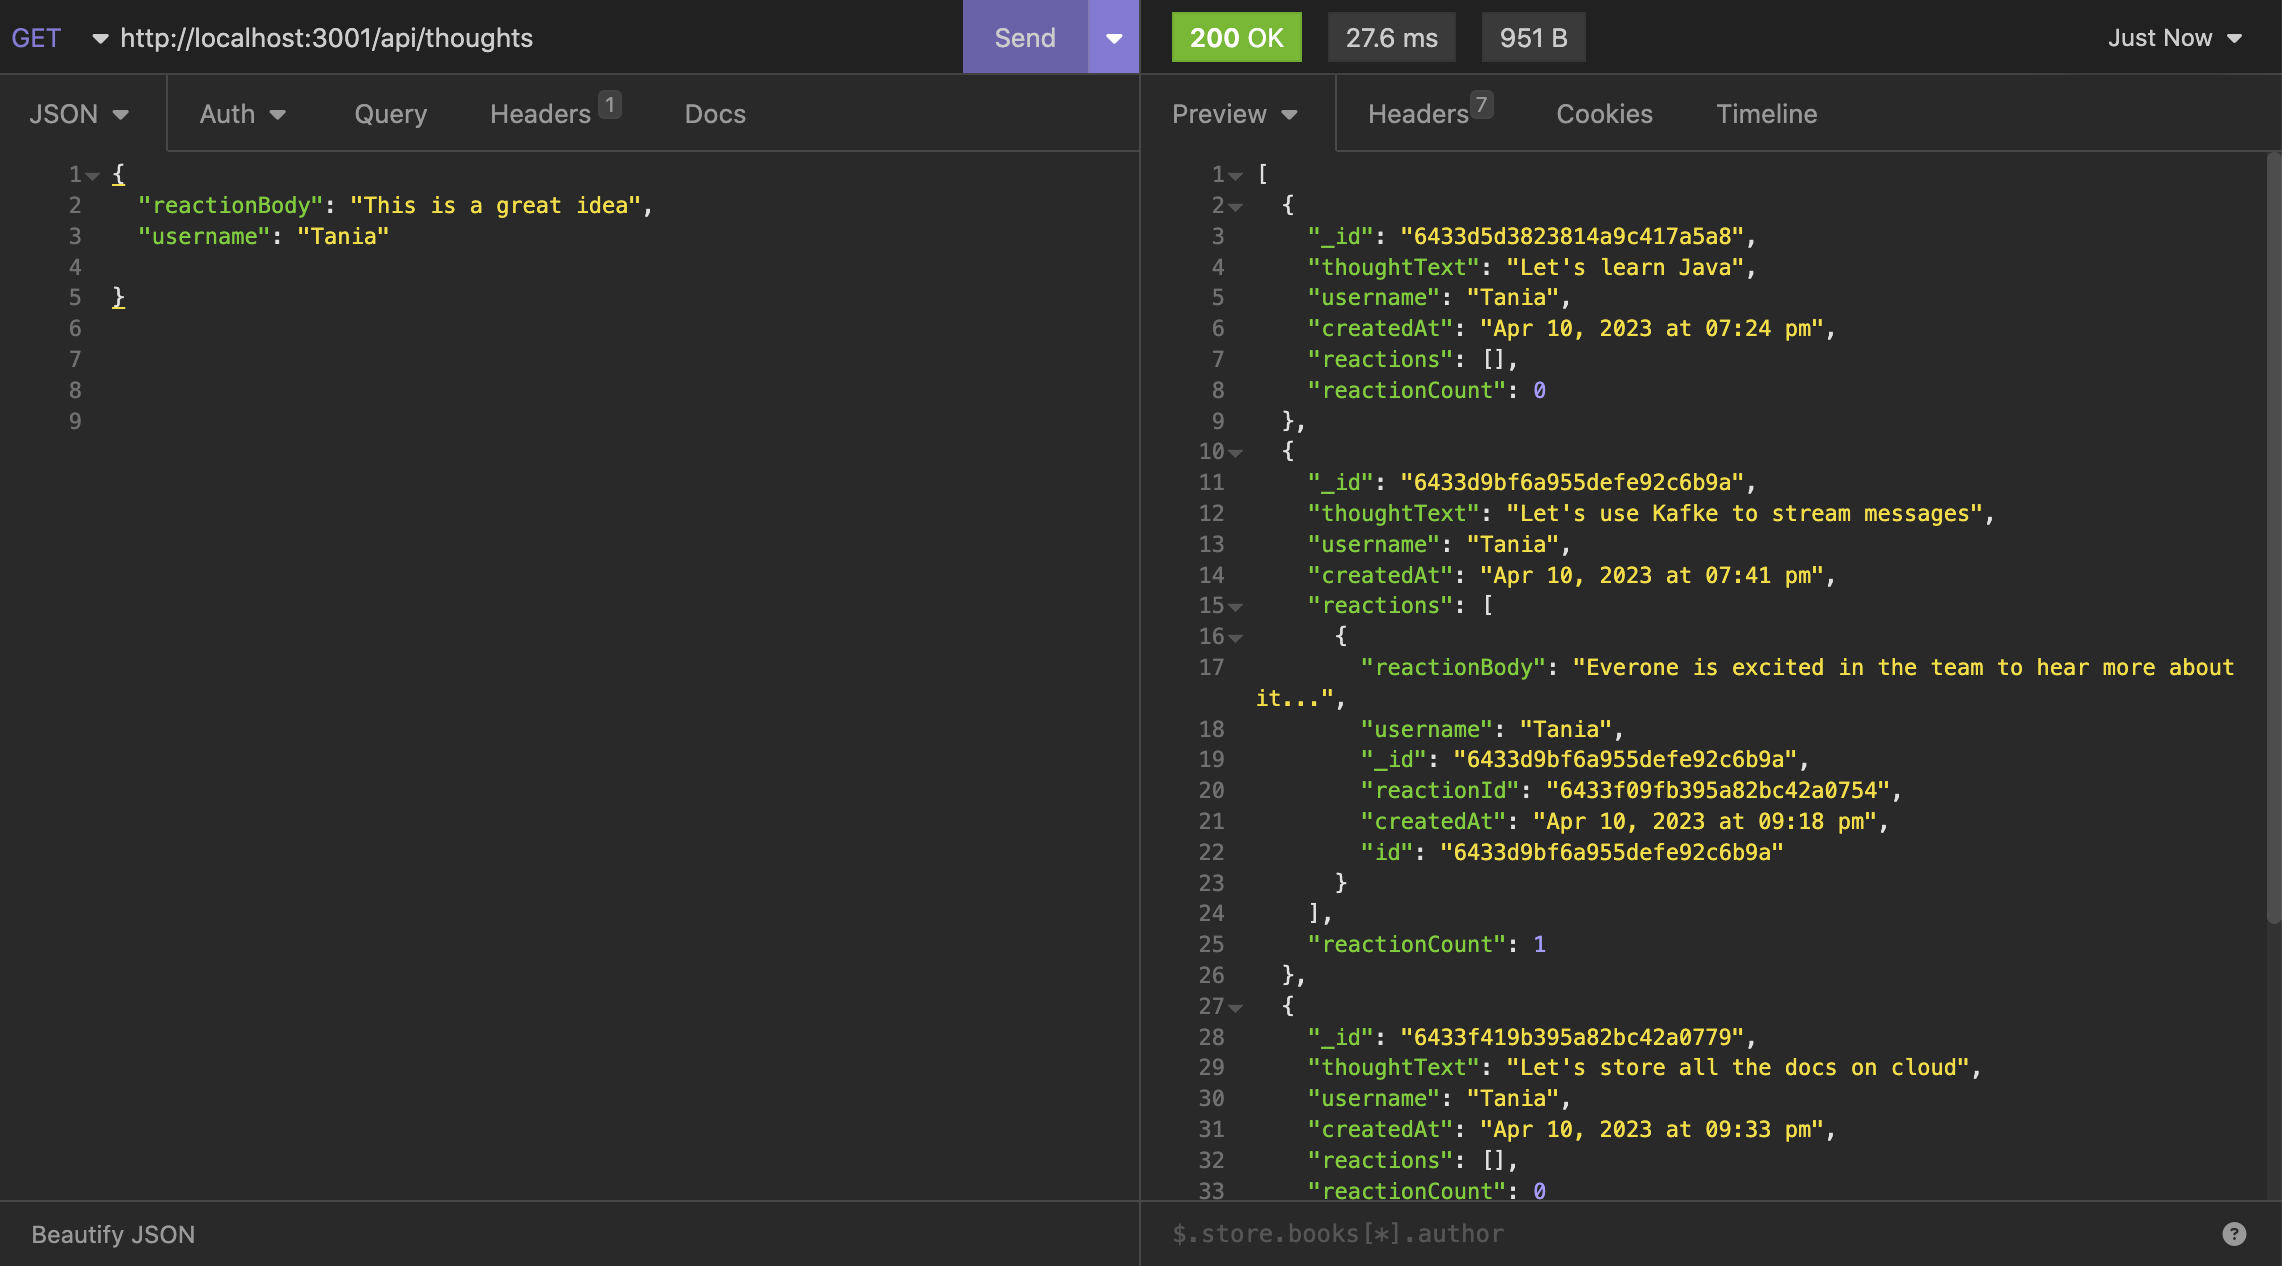 GET http://localhost:3001/api/thoughts Send 200 OK 27.6 ms 951 B Just Now
JSON Auth Query Headers 1 Docs
1 {
2 "reactionBody": "This is a great idea",
3 "username": "Tania"
4
5 }
6
7
8
9
Beautify JSON
Preview Headers 7 Cookies Timeline
1 [
2 {
3 "_id": "6433d5d3823814a9c417a5a8",
4 "thoughtText": "Let's learn Java",
5 "username": "Tania",
6 "createdAt": "Apr 10, 2023 at 07:24 pm",
7 "reactions": [],
8 "reactionCount": 0
9 },
10 {
11 "_id": "6433d9bf6a955defe92c6b9a",
12 "thoughtText": "Let's use Kafke to stream messages",
13 "username": "Tania",
14 "createdAt": "Apr 10, 2023 at 07:41 pm",
15 "reactions": [
16 {
17 "reactionBody": "Everone is excited in the team to hear more about
it...",
18 "username": "Tania",
19 "_id": "6433d9bf6a955defe92c6b9a",
20 "reactionId": "6433f09fb395a82bc42a0754",
21 "createdAt": "Apr 10, 2023 at 09:18 pm",
22 "id": "6433d9bf6a955defe92c6b9a"
23 }
24 ],
25 "reactionCount": 1
26 },
27 {
28 "_id": "6433f419b395a82bc42a0779",
29 "thoughtText": "Let's store all the docs on cloud",
30 "username": "Tania",
31 "createdAt": "Apr 10, 2023 at 09:33 pm",
32 "reactions": [],
33 "reactionCount": 0
$.store.books[*].author ?